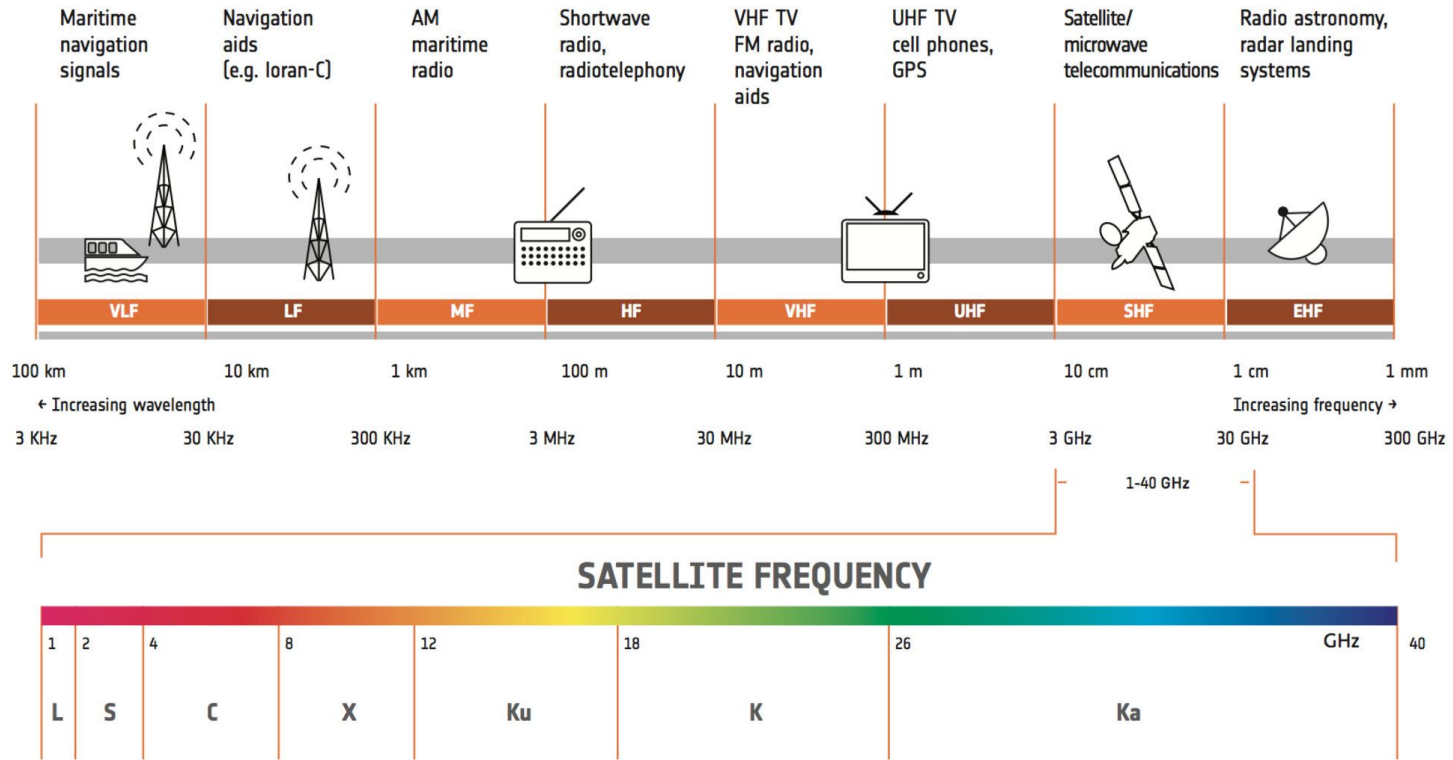 Maritime
navigation
signals
Navigation
aids
(e.g. loran-C)
AM
maritime
radio
Shortwave
radio,
radiotelephony
VHF TV
FM radio,
navigation
aids
UHF TV
cell phones,
GPS
Satellite/
microwave
telecommunications
Radio astronomy,
radar landing
systems
VLF LF MF HF VHF UHF SHF EHF
100 km 10 km 1 km 100 m 10 m 1 m 10 cm 1 cm 1 mm
← Increasing wavelength Increasing frequency →
3 KHz 30 KHz 300 KHz 3 MHz 30 MHz 300 MHz 3 GHz 30 GHz 300 GHz
1-40 GHz
SATELLITE FREQUENCY
1 2 4 8 12 18 26 GHz 40
L S C X Ku K Ka